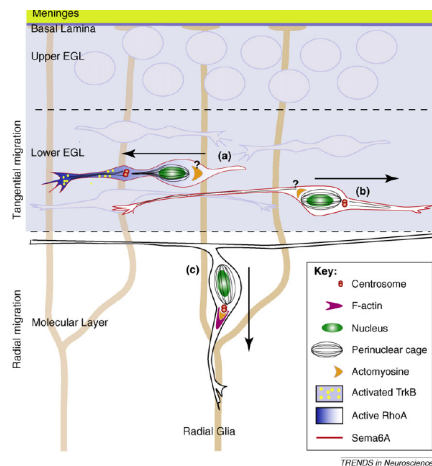 Meninges
Basal Lamina
Upper EGL
Tangential migration
Lower EGL
?
(a)
?
(b)
(c)
Radial migration
Molecular Layer
Radial Glia
Key:
Centrosome
F-actin
Nucleus
Perinuclear cage
Actomyosine
Activated TrkB
Active RhoA
Sema6A
TRENDS in Neuroscience